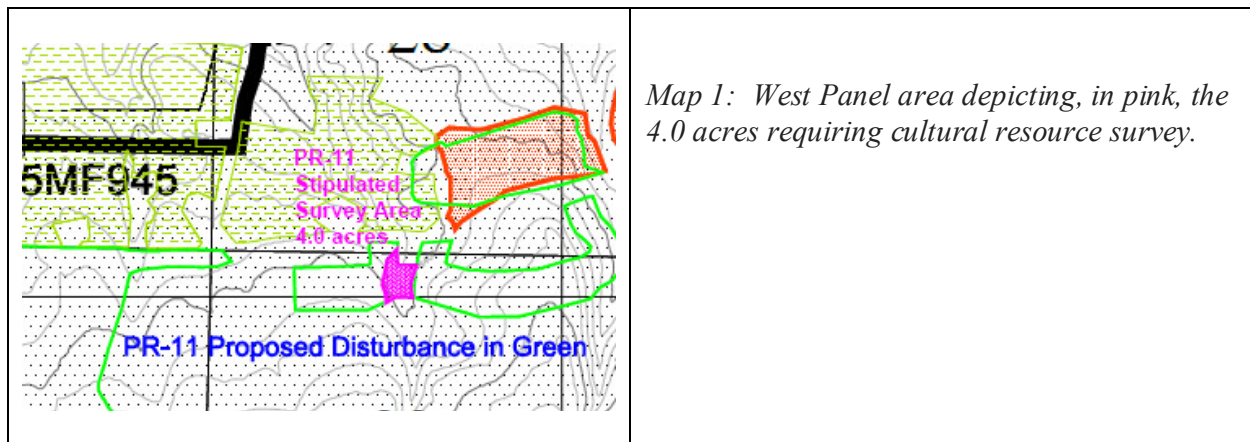 5MF945
PR-11
Stipulated
Survey Area
4.0 acres
PR-11 Proposed Disturbance in Green
Map 1: West Panel area depicting, in pink, the
4.0 acres requiring cultural resource survey.